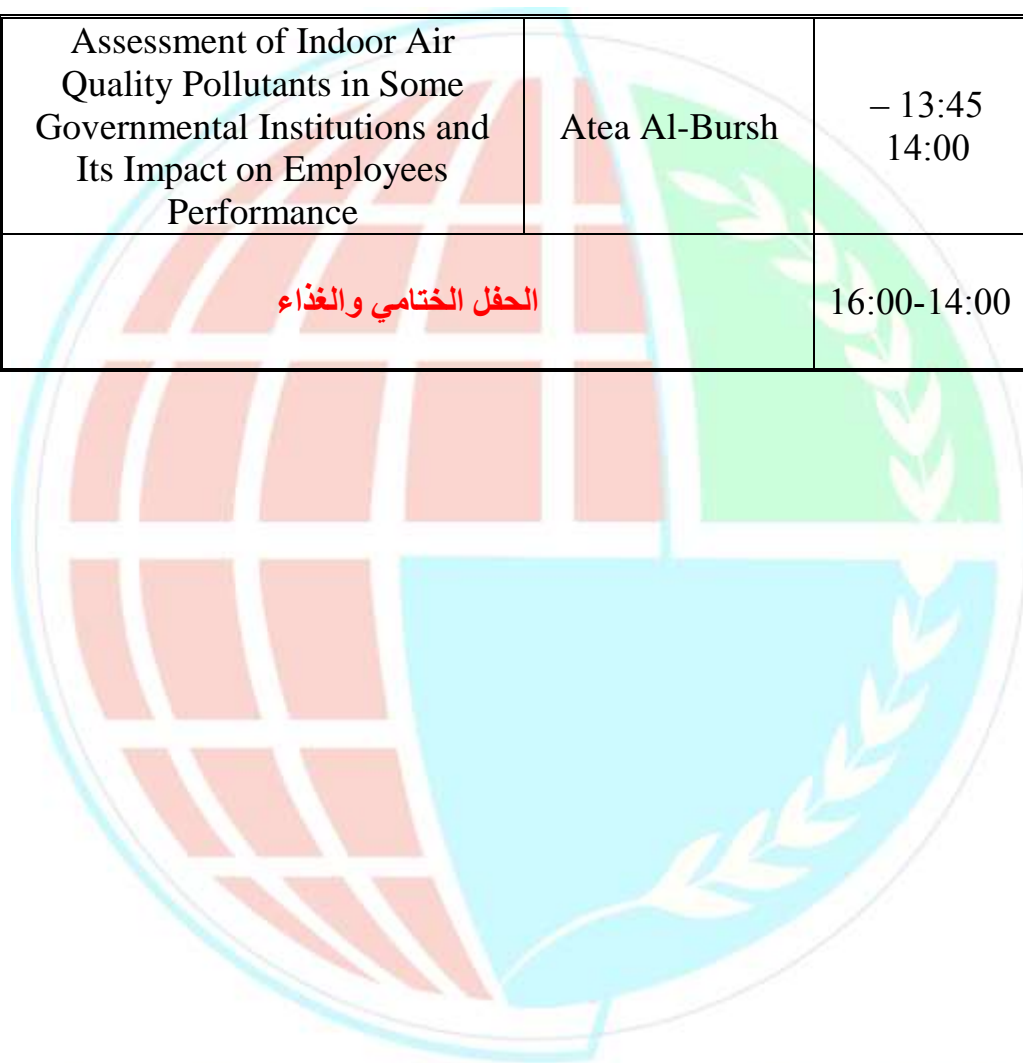 Assessment of Indoor Air
Quality Pollutants in Some
Governmental Institutions and
Its Impact on Employees
Performance
Atea Al-Bursh
– 13:45
14:00
الحفل الختامي والغذاء
16:00-14:00